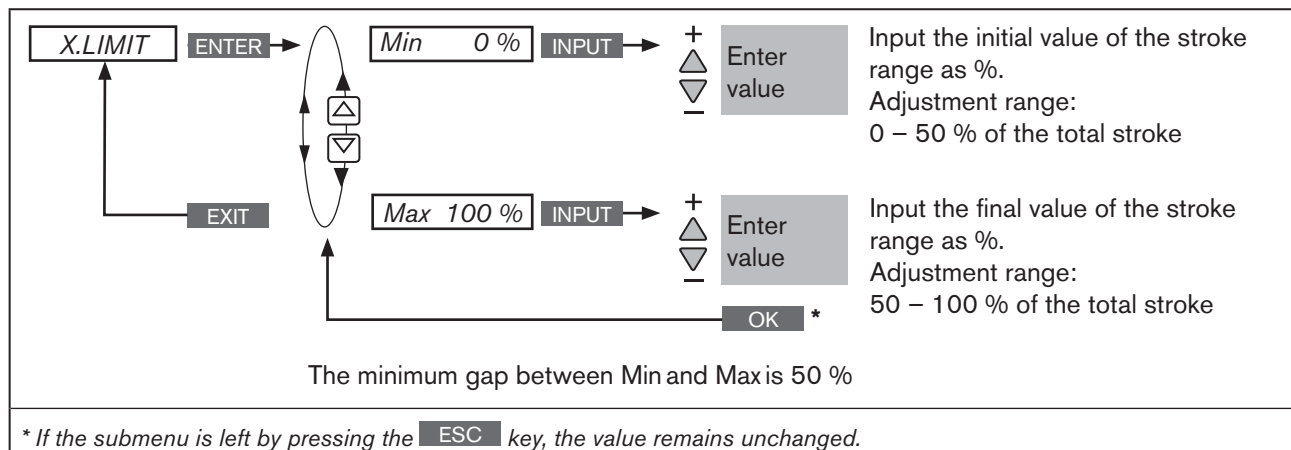 X.LIMIT ENTER Min 0 % INPUT + Enter value − Input the initial value of the stroke
range as %.
Adjustment range:
0 – 50 % of the total stroke
EXIT Max 100 % INPUT + Enter value − Input the final value of the stroke
range as %.
Adjustment range:
50 – 100 % of the total stroke
OK *
The minimum gap between Min and Max is 50 %
* If the submenu is left by pressing the ESC key, the value remains unchanged.